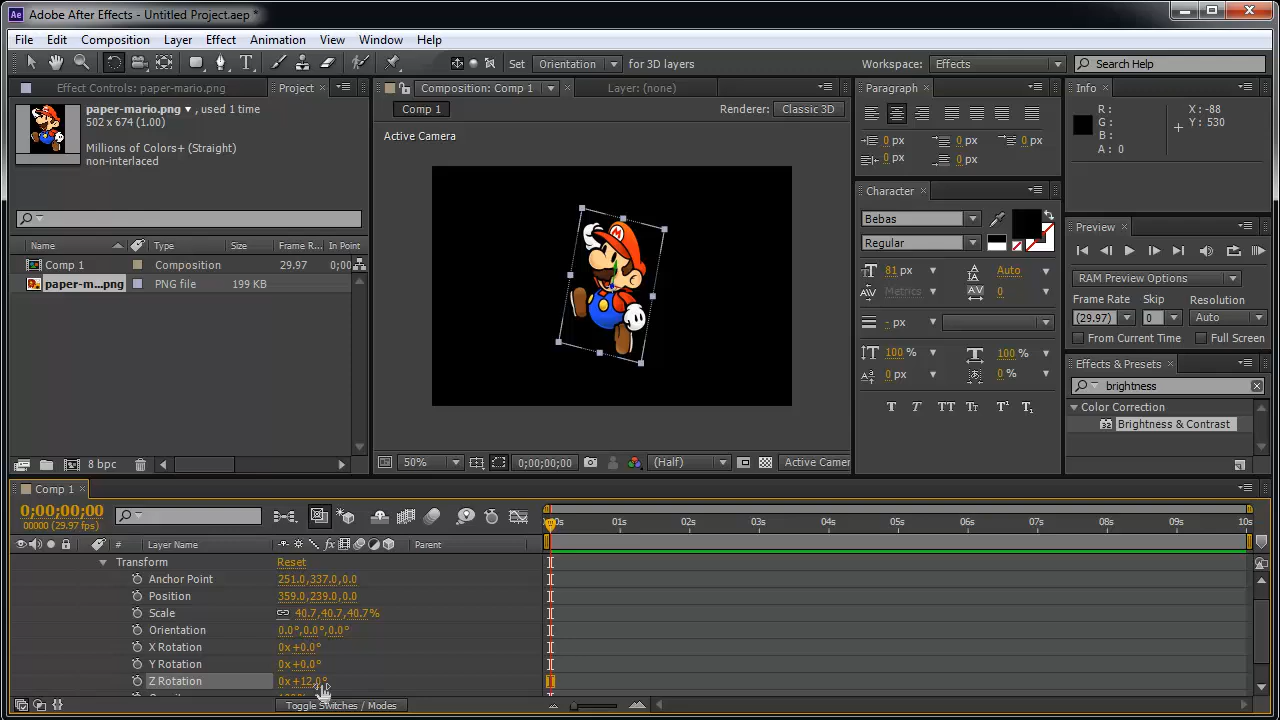 Adobe After Effects - Untitled Project.aep *
File Edit Composition Layer Effect Animation View Window Help
Set Orientation for 3D layers Workspace: Effects Search Help
Effect Controls: paper-mario.png Project
paper-mario.png , used 1 time
502 x 674 (1.00)
Millions of Colors+ (Straight)
non-interlaced
Name Type Size Frame R... In Point
Comp 1 Composition 29.97 0;00
paper-m...png PNG file 199 KB
8 bpc
Composition: Comp 1 Layer: (none)
Comp 1 Renderer: Classic 3D
Active Camera
50% 0;00;00;00 (Half) Active Camer
Paragraph
0 px 0 px 0 px
0 px 0 px
Character
Bebas
Regular
81 px Auto
Metrics 0
- px
100 % 100 %
0 px 0 %
T T TT Tt T¹ T₁
Info
R: X: -88
G: Y: 530
B:
A: 0
Preview
RAM Preview Options
Frame Rate Skip Resolution
(29.97) 0 Auto
From Current Time Full Screen
Effects & Presets
brightness
Color Correction
32 Brightness & Contrast
Comp 1
0;00;00;00
00000 (29.97 fps)
01s 02s 03s 04s 05s 06s 07s 08s 09s 10s
# Layer Name Parent
Transform Reset
Anchor Point 251.0,337.0,0.0
Position 359.0,239.0,0.0
Scale 40.7,40.7,40.7%
Orientation 0.0°,0.0°,0.0°
X Rotation 0x+0.0°
Y Rotation 0x+0.0°
Z Rotation 0x+12.0°
Toggle Switches / Modes